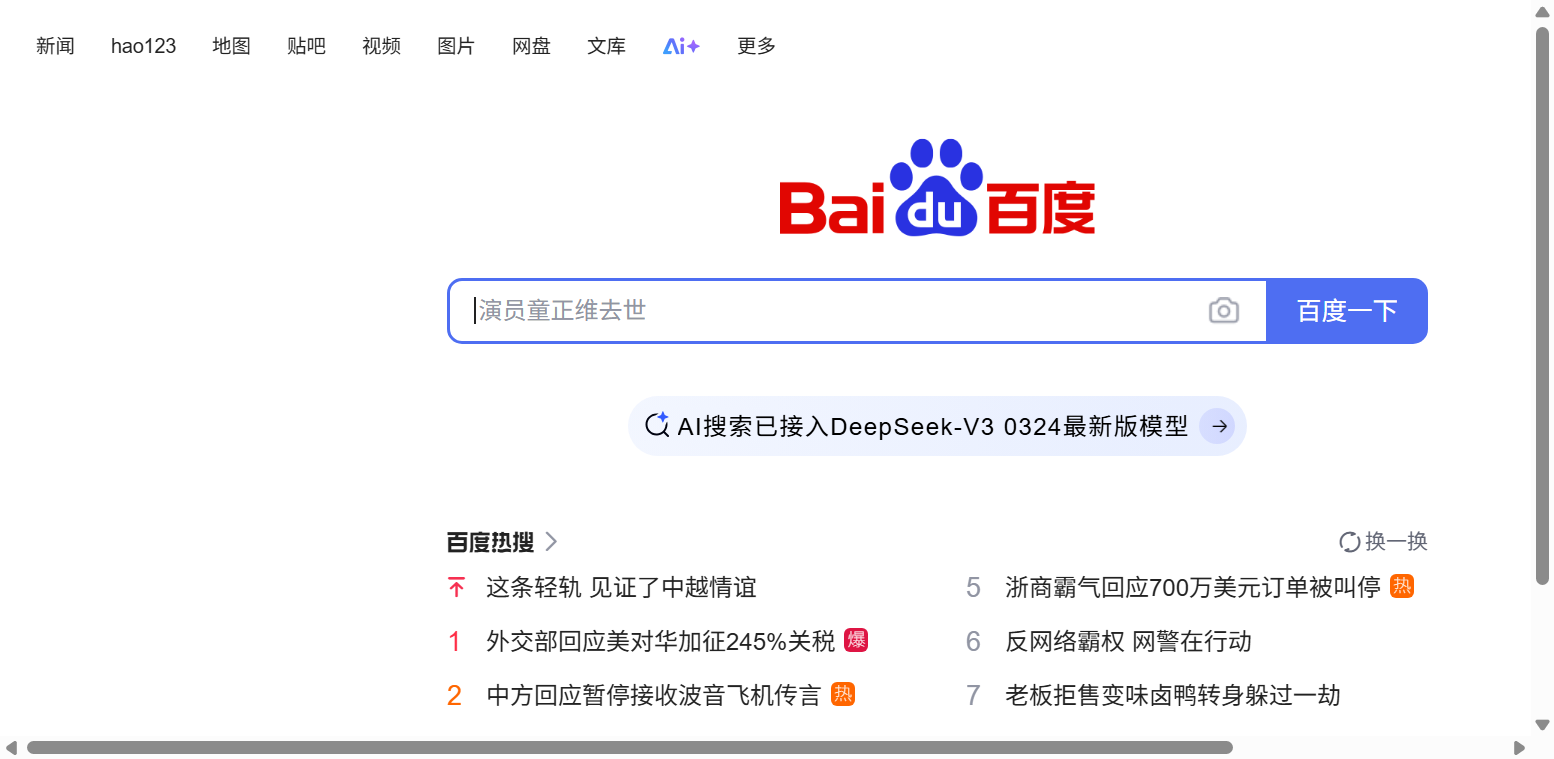 新闻 hao123 地图 贴吧 视频 图片 网盘 文库 Ai+ 更多
Bai du 百度
演员童正维去世 百度一下
AI搜索已接入DeepSeek-V3 0324最新版模型
百度热搜 换一换
这条轻轨 见证了中越情谊
1 外交部回应美对华加征245%关税 爆
2 中方回应暂停接收波音飞机传言 热
5 浙商霸气回应700万美元订单被叫停 热
6 反网络霸权 网警在行动
7 老板拒售变味卤鸭转身躲过一劫